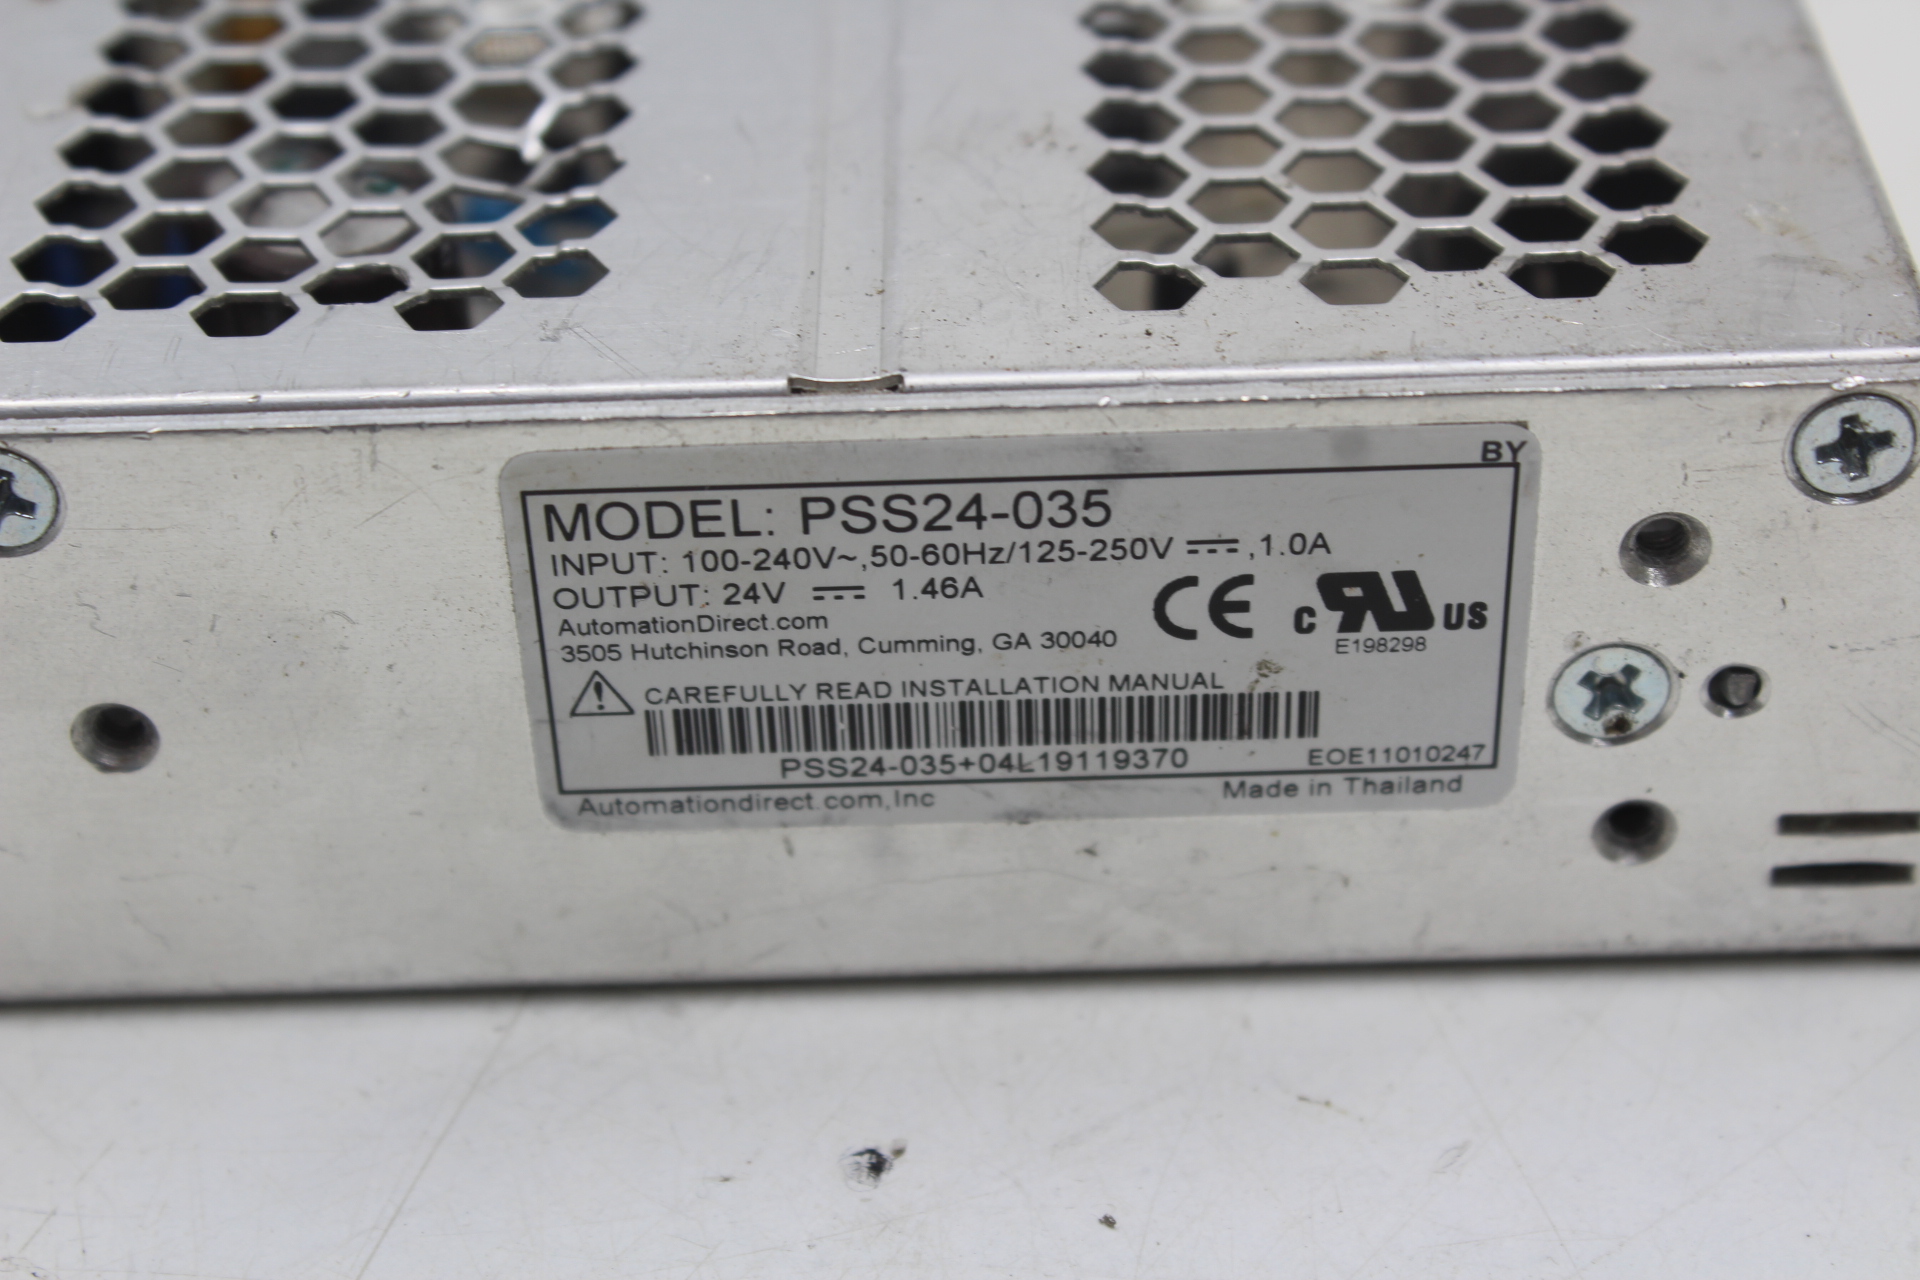 BY
MODEL: PSS24-035
INPUT: 100-240V~,50-60Hz/125-250V ⎓,1.0A
OUTPUT: 24V ⎓ 1.46A
AutomationDirect.com
3505 Hutchinson Road, Cumming, GA 30040
CE c RU US
E198298
CAREFULLY READ INSTALLATION MANUAL
PSS24-035+04L19119370
EOE11010247
Automationdirect.com,Inc
Made in Thailand